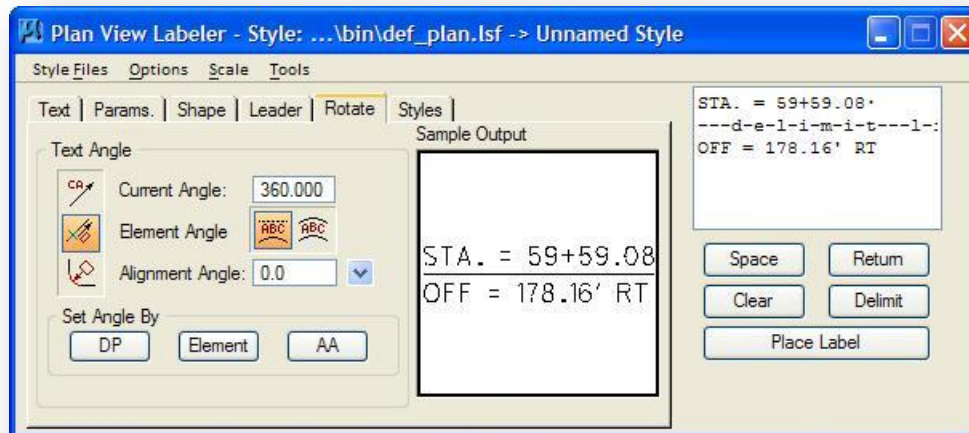 Plan View Labeler - Style: ...\bin\def_plan.lsf -> Unnamed Style
Style Files Options Scale Tools
Text Params. Shape Leader Rotate Styles
Text Angle
CA
Current Angle: 360.000
Element Angle ABC ABC
Alignment Angle: 0.0
Set Angle By
DP Element AA
Sample Output
STA. = 59+59.08
OFF = 178.16' RT
STA. = 59+59.08·
---d-e-l-i-m-i-t---l-:
OFF = 178.16' RT
Space Return
Clear Delimit
Place Label